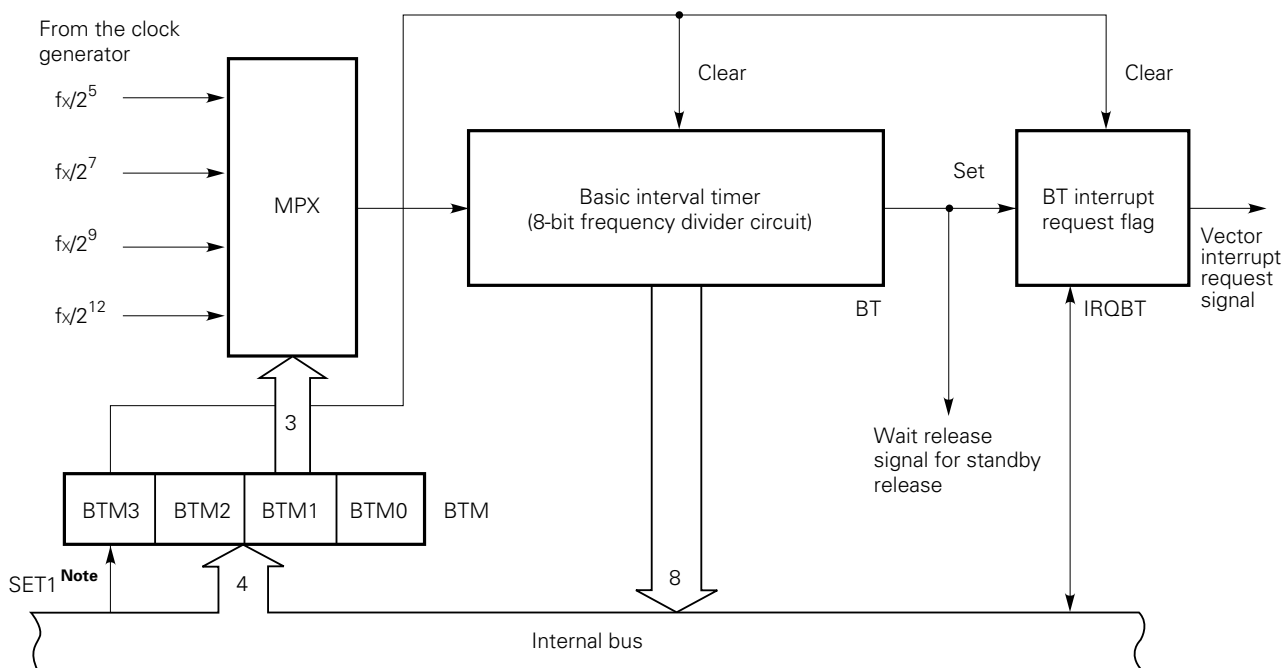 From the clock
generator
fx/2^5
fx/2^7
fx/2^9
fx/2^12
MPX
Clear
Clear
Basic interval timer
(8-bit frequency divider circuit)
BT
Set
BT interrupt
request flag
IRQBT
Vector
interrupt
request
signal
Wait release
signal for standby
release
3
BTM3 BTM2 BTM1 BTM0 BTM
SET1 Note
4
8
Internal bus